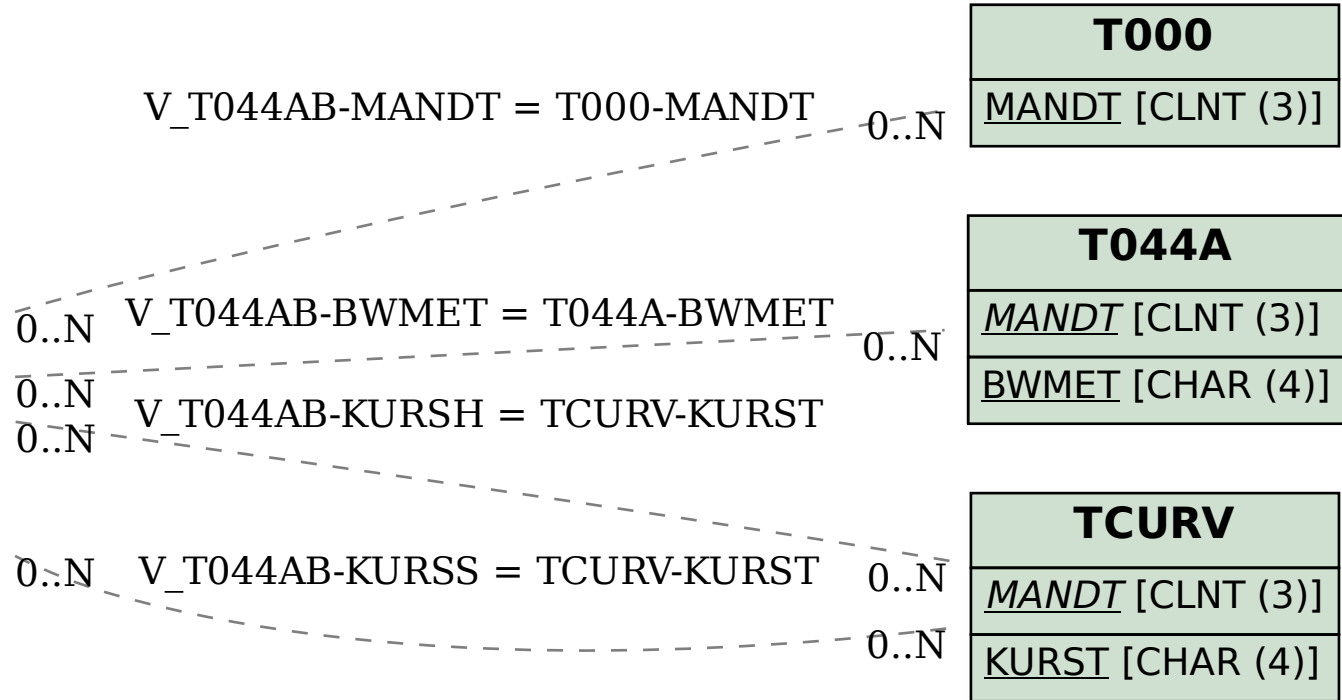 T000
V_T044AB-MANDT = T000-MANDT
0..N
MANDT [CLNT (3)]
T044A
0..N
V_T044AB-BWMET = T044A-BWMET
0..N
MANDT [CLNT (3)]
0..N
BWMET [CHAR (4)]
V_T044AB-KURSH = TCURV-KURST
0..N
TCURV
0..N
V_T044AB-KURSS = TCURV-KURST
0..N
MANDT [CLNT (3)]
0..N
KURST [CHAR (4)]